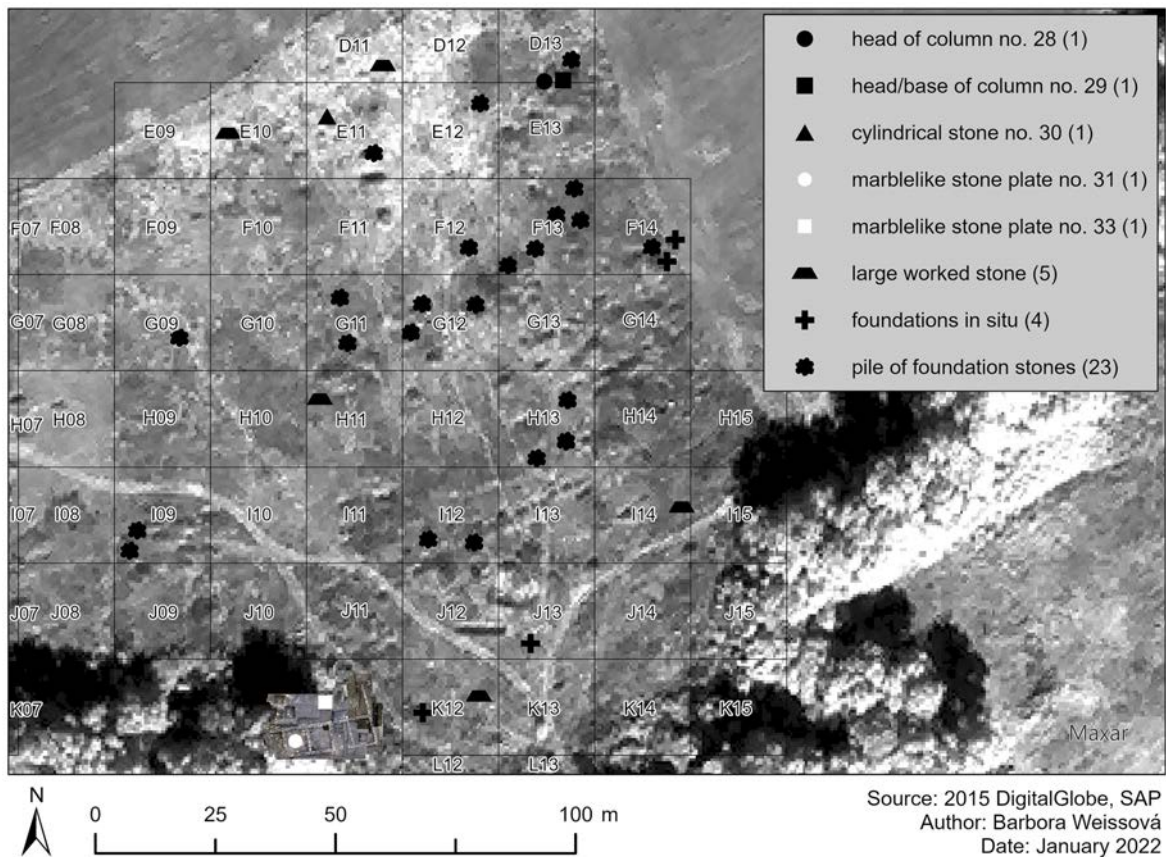 D11 D12 D13
E09 E10 E11 E12 E13
F07 F08 F09 F10 F11 F12 F13 F14
G07 G08 G09 G10 G11 G12 G13 G14
H07 H08 H09 H10 H11 H12 H13 H14 H15
I07 I08 I09 I10 I11 I12 I13 I14 I15
J07 J08 J09 J10 J11 J12 J13 J14 J15
K07 K12 K13 K14 K15
L12 L13
head of column no. 28 (1)
head/base of column no. 29 (1)
cylindrical stone no. 30 (1)
marblelike stone plate no. 31 (1)
marblelike stone plate no. 33 (1)
large worked stone (5)
foundations in situ (4)
pile of foundation stones (23)
Maxar
N
0 25 50 100 m
Source: 2015 DigitalGlobe, SAP
Author: Barbora Weissová
Date: January 2022